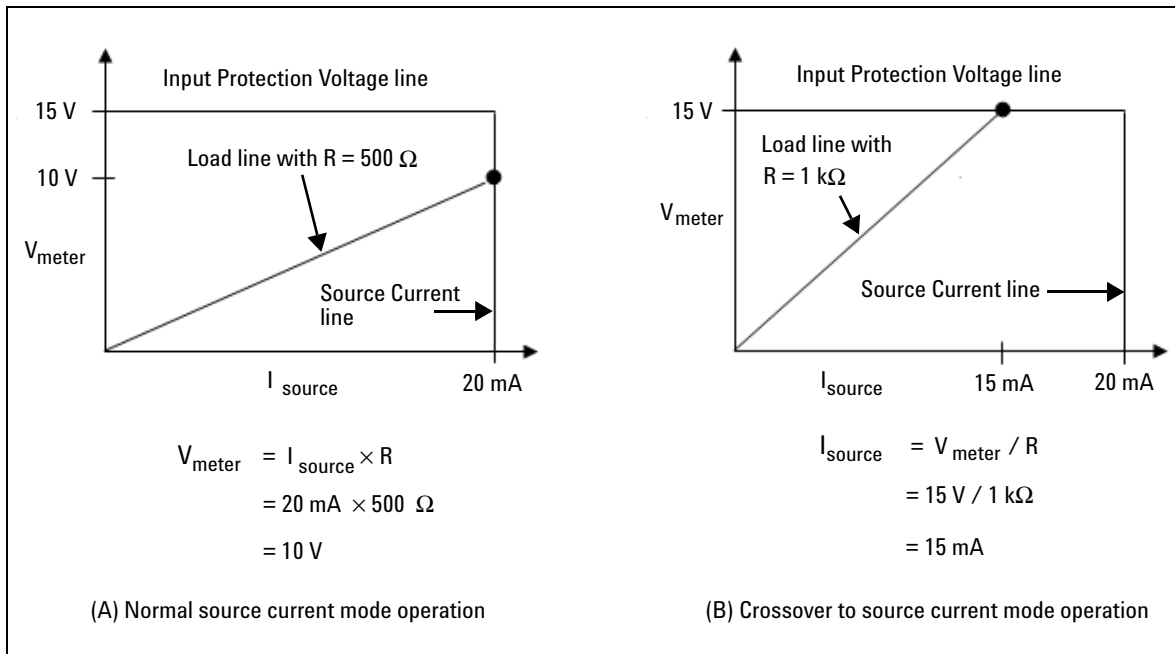 Input Protection Voltage line
15 V
Load line with R = 500 Ω
10 V
V meter
Source Current
line
I source
20 mA
V meter = I source × R
= 20 mA × 500 Ω
= 10 V
(A) Normal source current mode operation
Input Protection Voltage line
15 V
Load line with
R = 1 kΩ
V meter
Source Current line
I source
15 mA
20 mA
I source = V meter / R
= 15 V / 1 kΩ
= 15 mA
(B) Crossover to source current mode operation